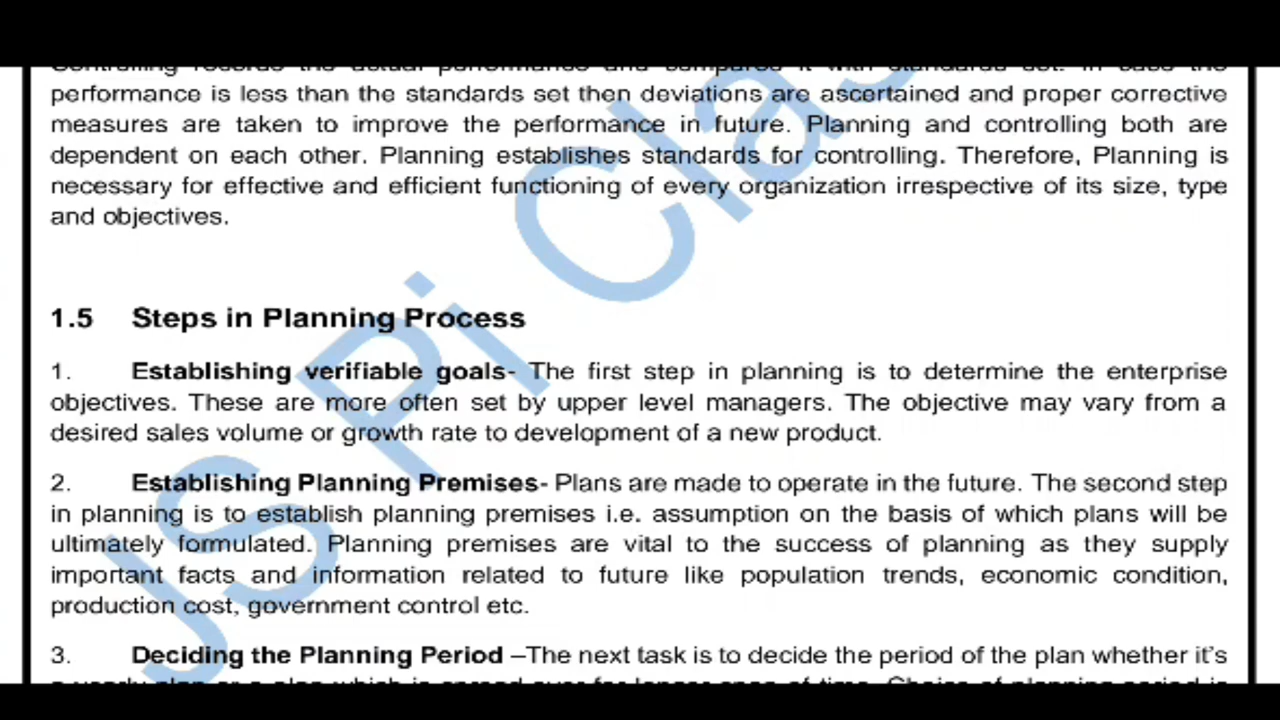 performance is less than the standards set then deviations are ascertained and proper corrective
measures are taken to improve the performance in future. Planning and controlling both are
dependent on each other. Planning establishes standards for controlling. Therefore, Planning is
necessary for effective and efficient functioning of every organization irrespective of its size, type
and objectives.
1.5 Steps in Planning Process
1. Establishing verifiable goals- The first step in planning is to determine the enterprise
objectives. These are more often set by upper level managers. The objective may vary from a
desired sales volume or growth rate to development of a new product.
2. Establishing Planning Premises- Plans are made to operate in the future. The second step
in planning is to establish planning premises i.e. assumption on the basis of which plans will be
ultimately formulated. Planning premises are vital to the success of planning as they supply
important facts and information related to future like population trends, economic condition,
production cost, government control etc.
3. Deciding the Planning Period –The next task is to decide the period of the plan whether it's
JS Pi Cla